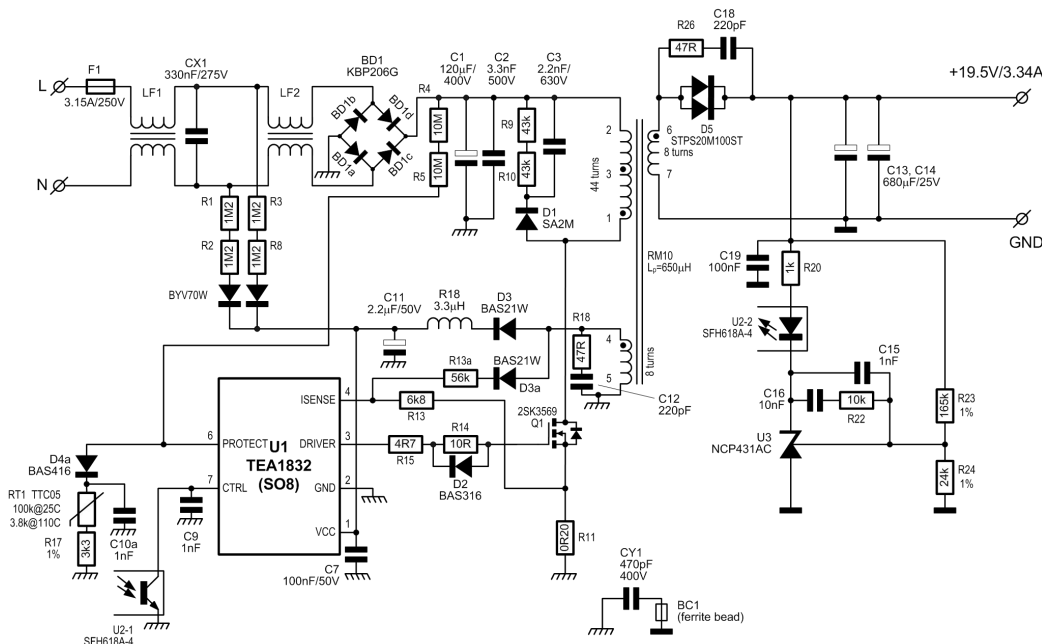 C18
220pF
R26
47R
+19.5V/3.34A
D5
STPS20M100ST
F1
3.15A/250V
L
N
CX1
330nF/275V
LF1
LF2
BD1
KBP206G
BD1b
BD1d
BD1a
BD1c
C1
120µF/
400V
C2
3.3nF
500V
C3
2.2nF/
630V
R4
10M
R5
10M
R9
43k
R10
43k
D1
SA2M
2
3
1
44 turns
6
8 turns
7
C13, C14
680µF/25V
GND
RM10
Lp=650µH
R1
1M2
R3
1M2
R2
1M2
R8
1M2
BYV70W
C11
2.2µF/50V
R18
3.3µH
D3
BAS21W
R18
47R
4
5
8 turns
C12
220pF
C19
100nF
1k
R20
U2-2
SFH618A-4
C15
1nF
C16
10nF
10k
R22
165k
R23
1%
U3
NCP431AC
24k
R24
1%
R13a
56k
BAS21W
D3a
6k8
R13
2SK3569
Q1
R14
10R
4R7
R15
D2
BAS316
0R20
R11
U1
TEA1832
(SO8)
ISENSE
4
DRIVER
3
GND
2
VCC
1
6
PROTECT
7
CTRL
D4a
BAS416
RT1 TTC05
100k@25C
3.8k@110C
R17
1%
3k3
C10a
1nF
C9
1nF
C7
100nF/50V
U2-1
SFH618A-4
CY1
470pF
400V
BC1
(ferrite bead)